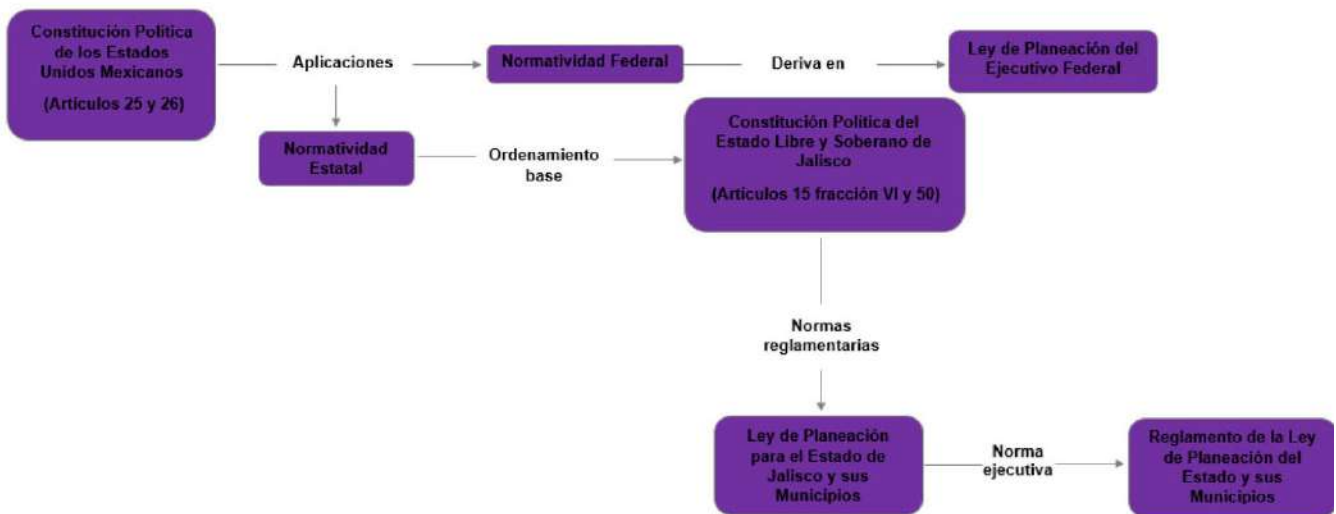 Constitución Política
de los Estados
Unidos Mexicanos
(Artículos 25 y 26)
Aplicaciones
Normatividad Federal
Deriva en
Ley de Planeación del
Ejecutivo Federal
Normatividad
Estatal
Ordenamiento
base
Constitución Política del
Estado Libre y Soberano de
Jalisco
(Artículos 15 fracción VI y 50)
Normas
reglamentarias
Ley de Planeación
para el Estado de
Jalisco y sus
Municipios
Norma
ejecutiva
Reglamento de la Ley
de Planeación del
Estado y sus
Municipios